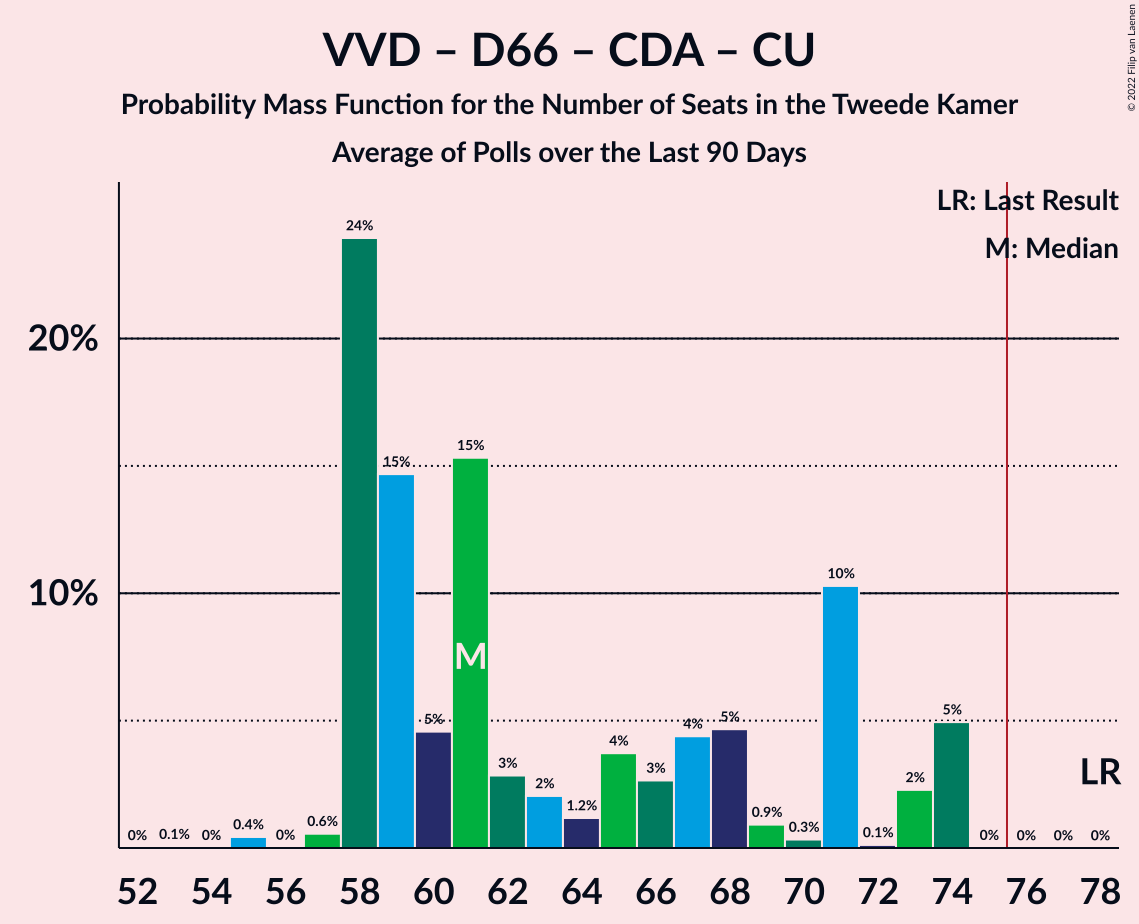 VVD – D66 – CDA – CU
Probability Mass Function for the Number of Seats in the Tweede Kamer
Average of Polls over the Last 90 Days
© 2022 Filip van Laenen
LR: Last Result
M: Median
20%
10%
0% 0.1% 0% 0.4% 0% 0.6% 24% 15% 5% 15% 3% 2% 1.2% 4% 3% 4% 5% 0.9% 0.3% 10% 0.1% 2% 5% 0% 0% 0% 0%
M
LR
52 54 56 58 60 62 64 66 68 70 72 74 76 78